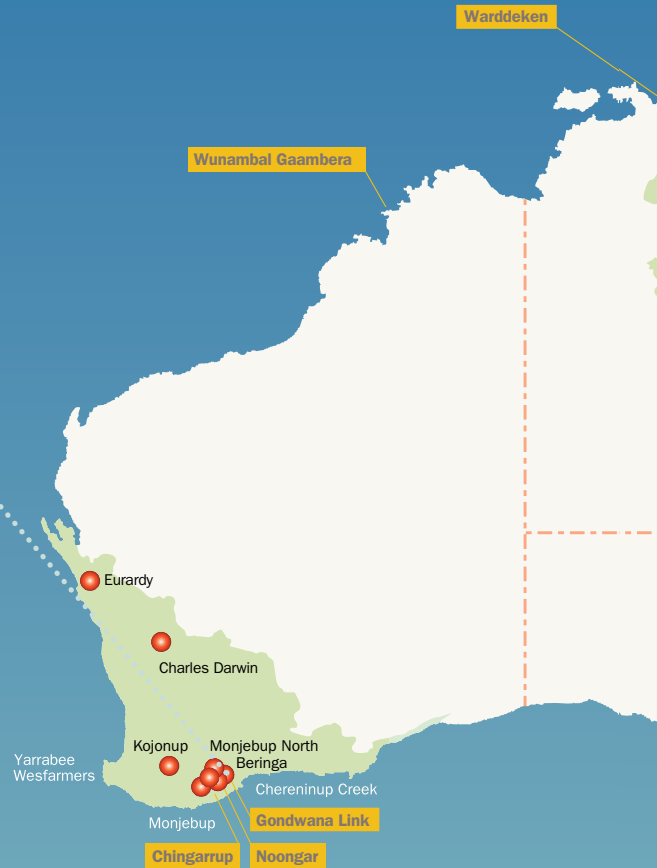 Warddeken
Wunambal Gaambera
Eurardy
Charles Darwin
Kojonup
Monjebup North
Beringa
Yarrabee
Wesfarmers
Chereninup Creek
Monjebup
Gondwana Link
Chingarrup
Noongar